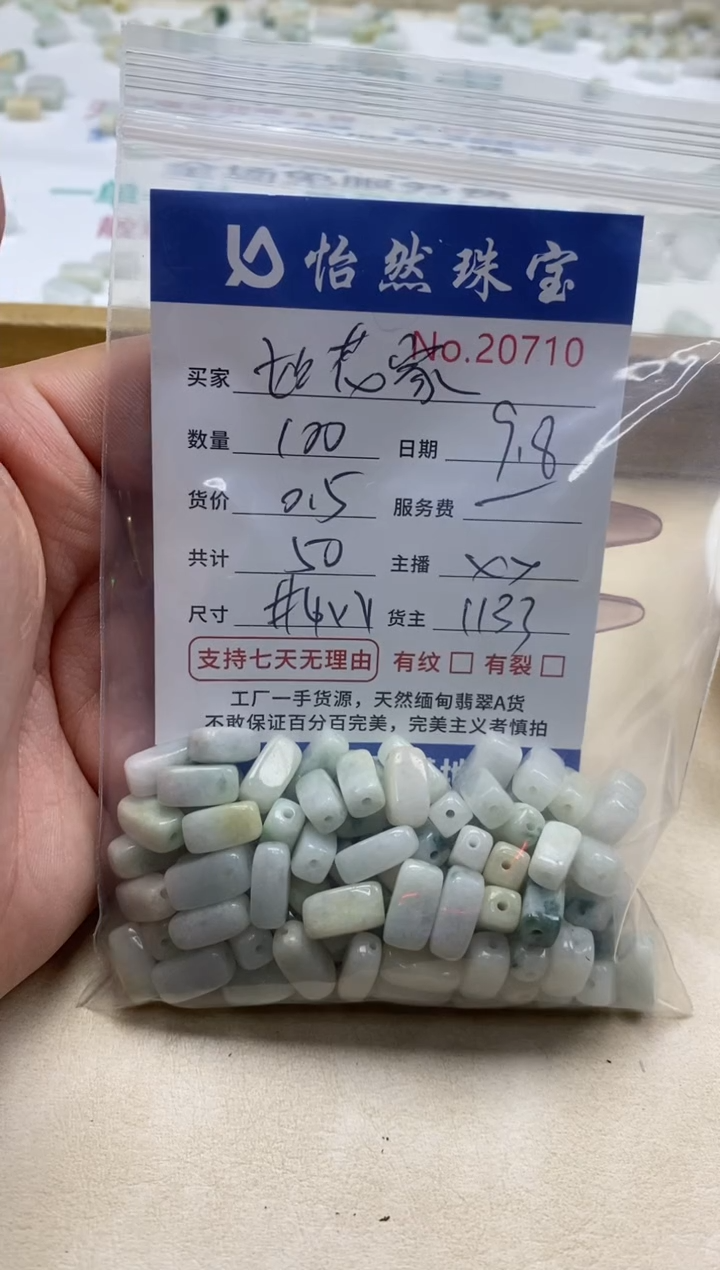 怡然珠宝
No.20710
买家
数量 100 日期 9.8
货价 0.5 服务费
共计 50 主播 xy
尺寸 货主 1133
支持七天无理由 有纹 □ 有裂 □
工厂一手货源，天然缅甸翡翠A货
不敢保证百分百完美，完美主义者慎拍